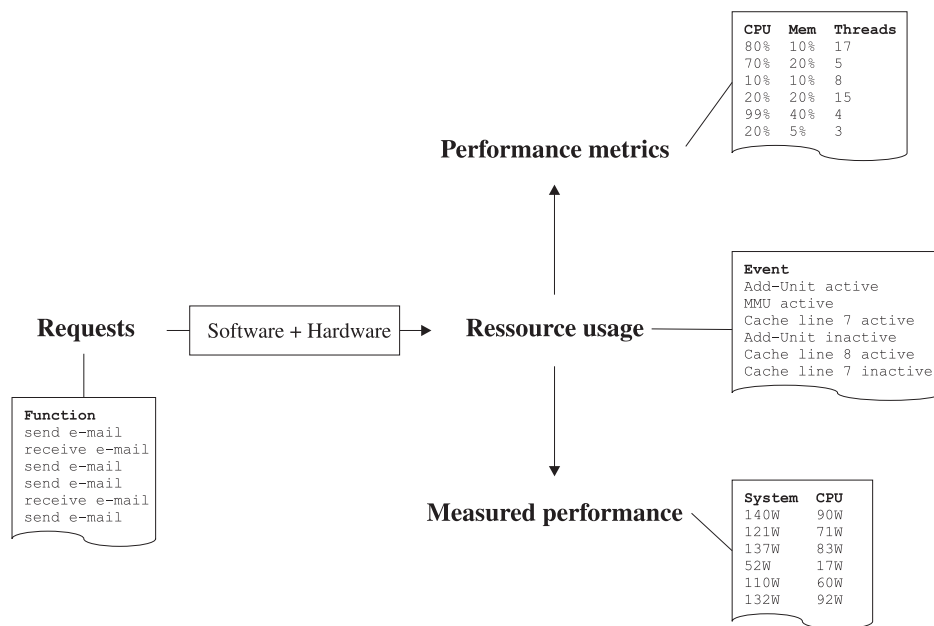 CPU Mem Threads
80% 10% 17
70% 20% 5
10% 10% 8
20% 20% 15
99% 40% 4
20% 5% 3
Performance metrics
Event
Add-Unit active
MMU active
Cache line 7 active
Add-Unit inactive
Cache line 8 active
Cache line 7 inactive
Requests
Software + Hardware
Ressource usage
Function
send e-mail
receive e-mail
send e-mail
send e-mail
receive e-mail
send e-mail
Measured performance
System CPU
140W 90W
121W 71W
137W 83W
52W 17W
110W 60W
132W 92W